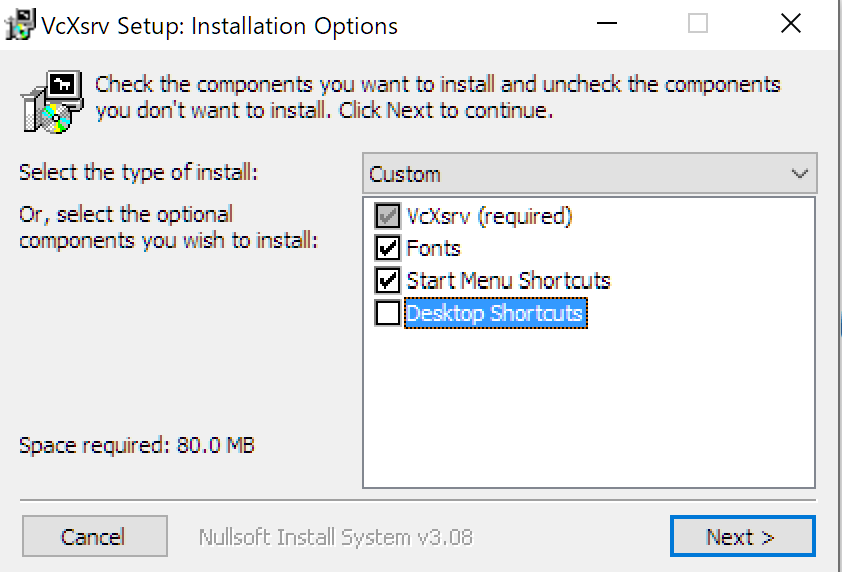 VcXsrv Setup: Installation Options
Check the components you want to install and uncheck the components
you don't want to install. Click Next to continue.
Select the type of install:
Custom
Or, select the optional
components you wish to install:
VcXsrv (required)
Fonts
Start Menu Shortcuts
Desktop Shortcuts
Space required: 80.0 MB
Cancel
Nullsoft Install System v3.08
Next >